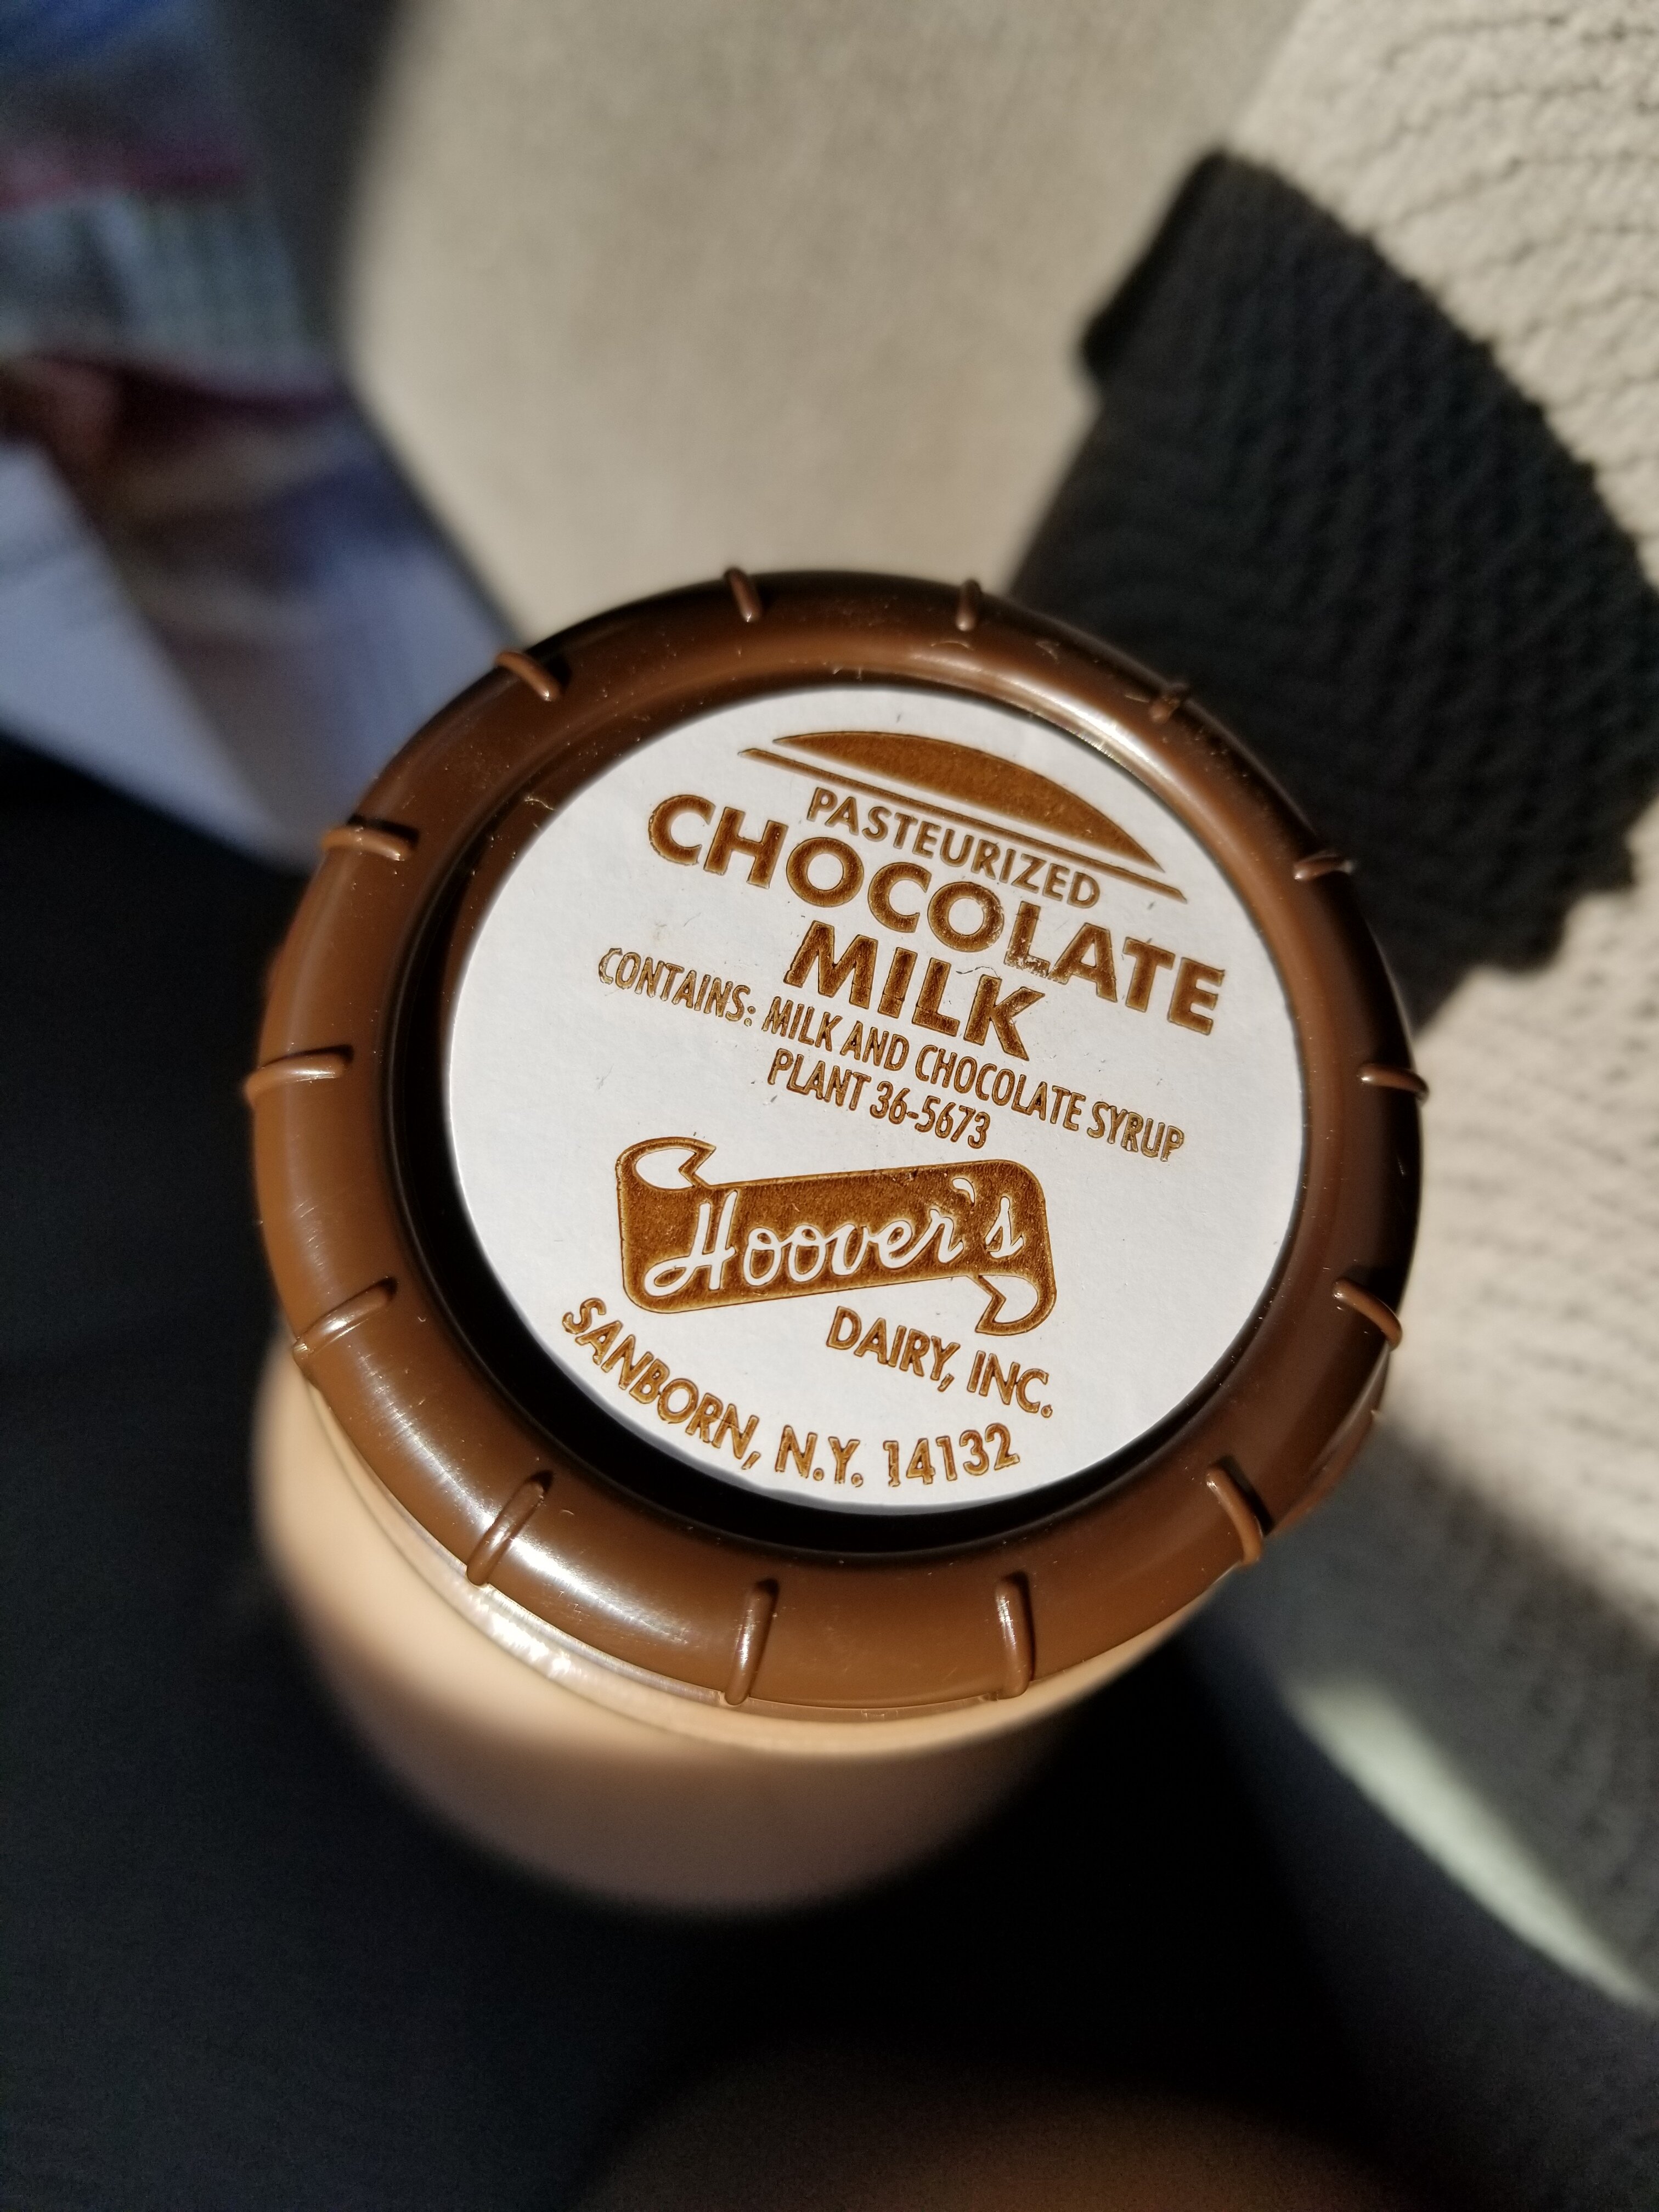 PASTEURIZED
CHOCOLATE
MILK
CONTAINS: MILK AND CHOCOLATE SYRUP
PLANT 36-5673
Hoover's
DAIRY, INC.
SANBORN, N.Y. 14132